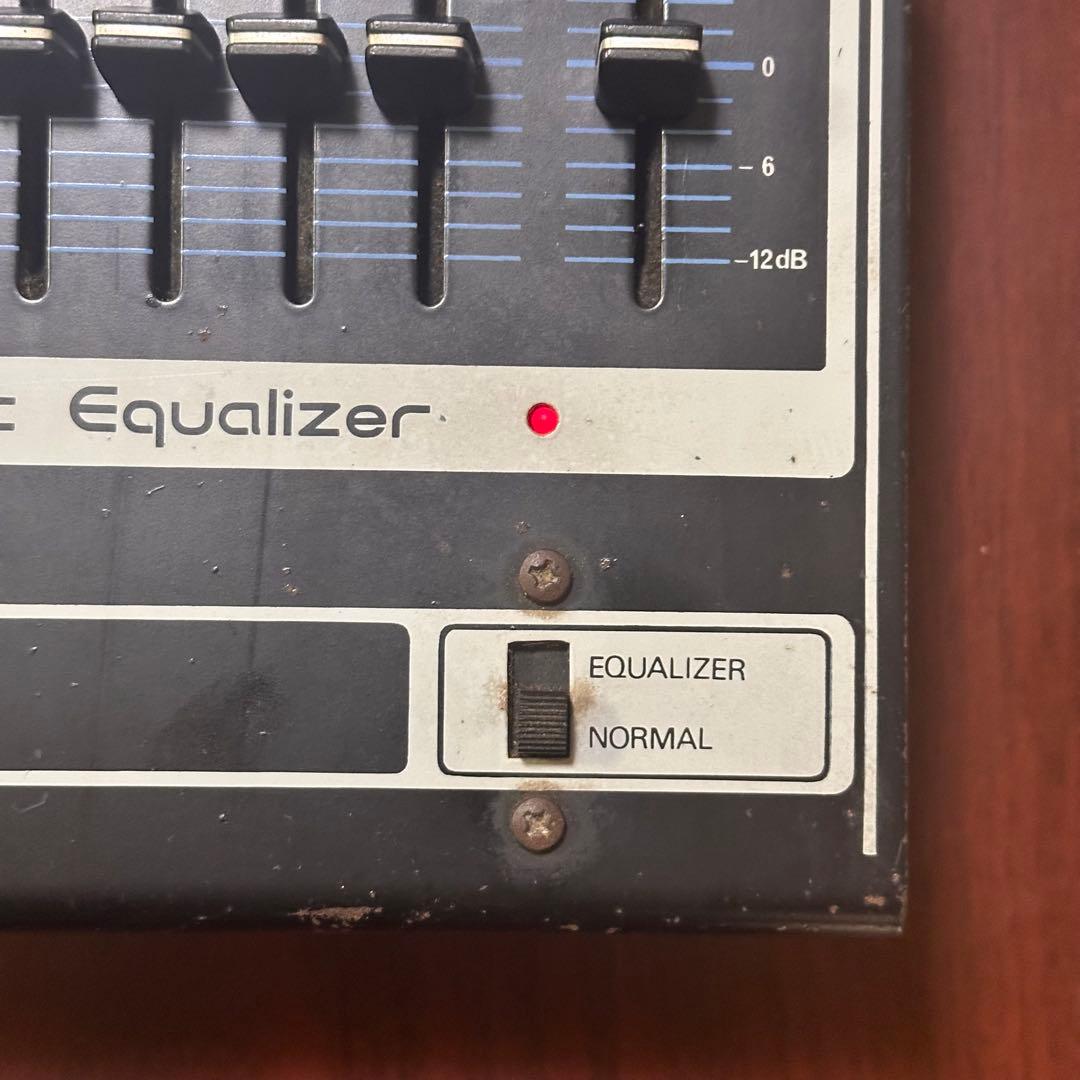 0
– 6
–12dB
Equalizer
EQUALIZER
NORMAL